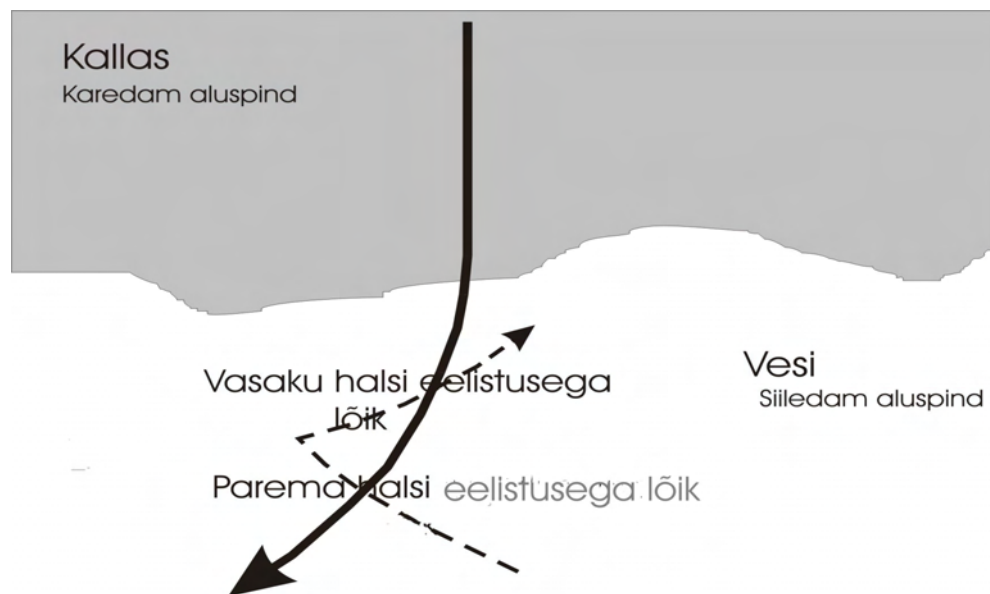 Kallas
Karedam aluspind
Vesi
Siiledam aluspind
Vasaku halsi eelistusega
lõik
Parema halsi eelistusega lõik